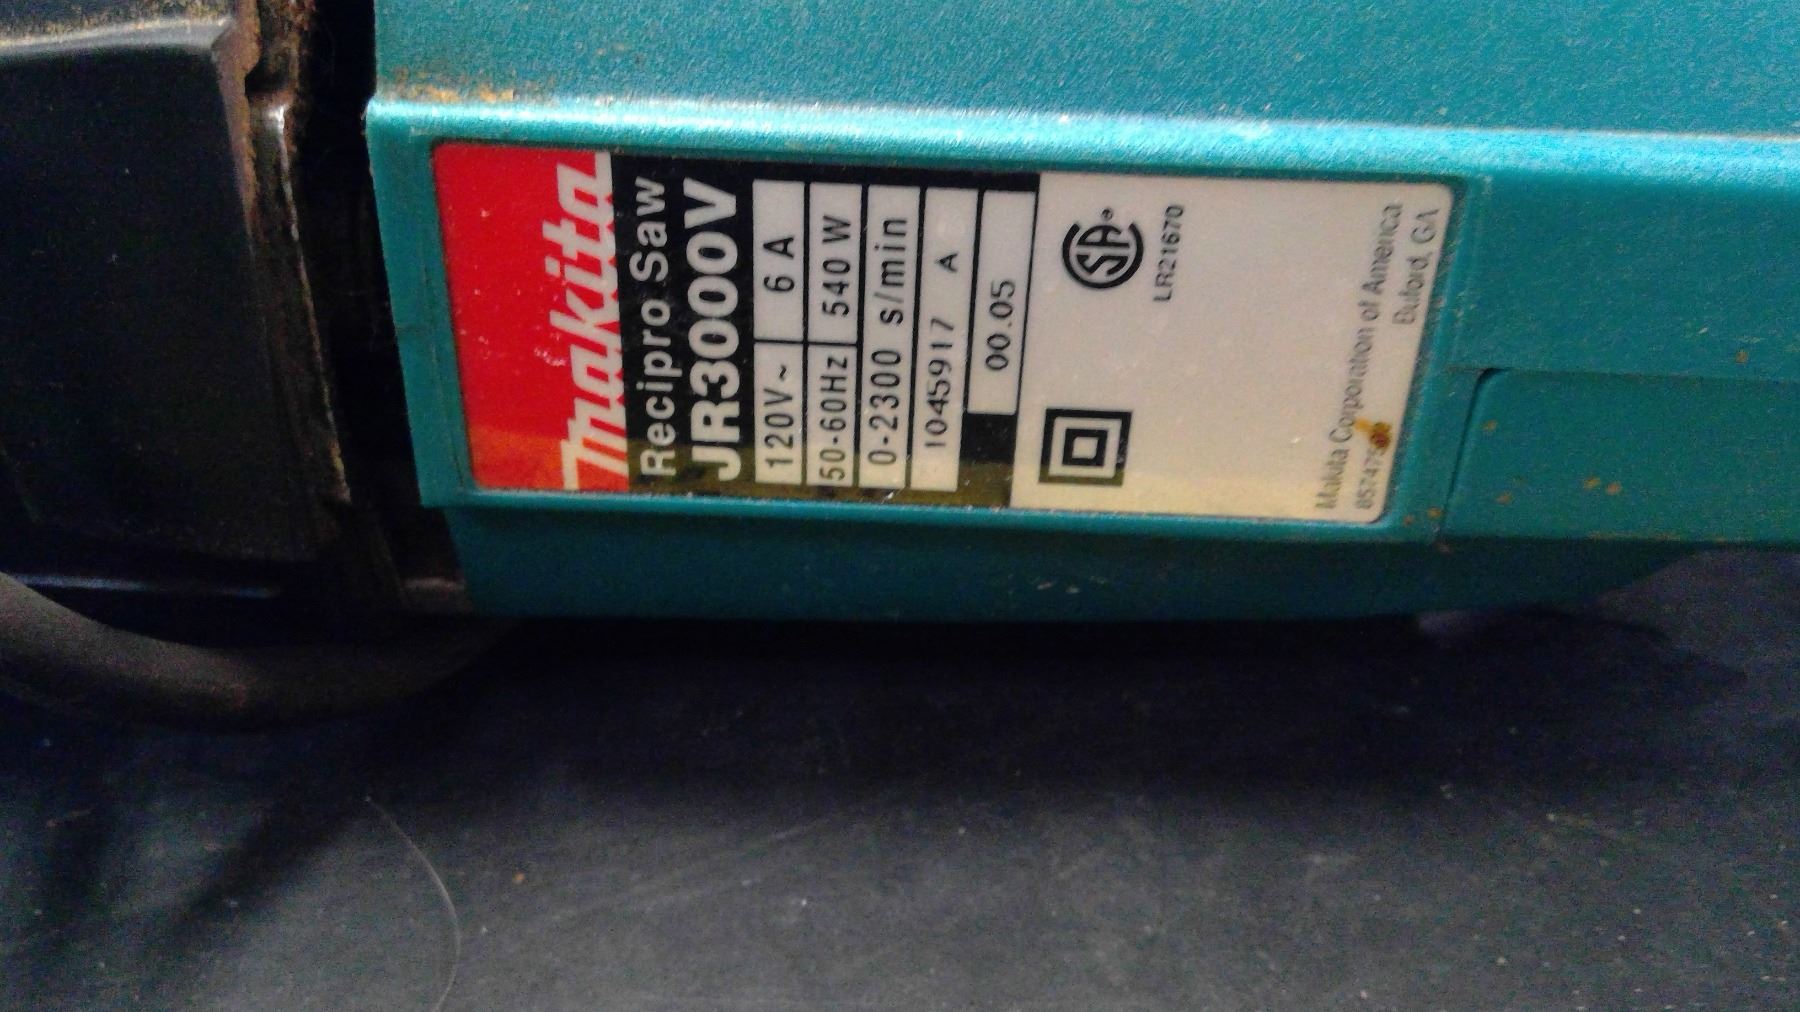 makita
Recipro Saw
JR3000V
120V~ 6 A
50-60Hz 540 W
0-2300 s/min
1045917 A
00.05
SA
LR21670
Makita Corporation of America
Buford, GA